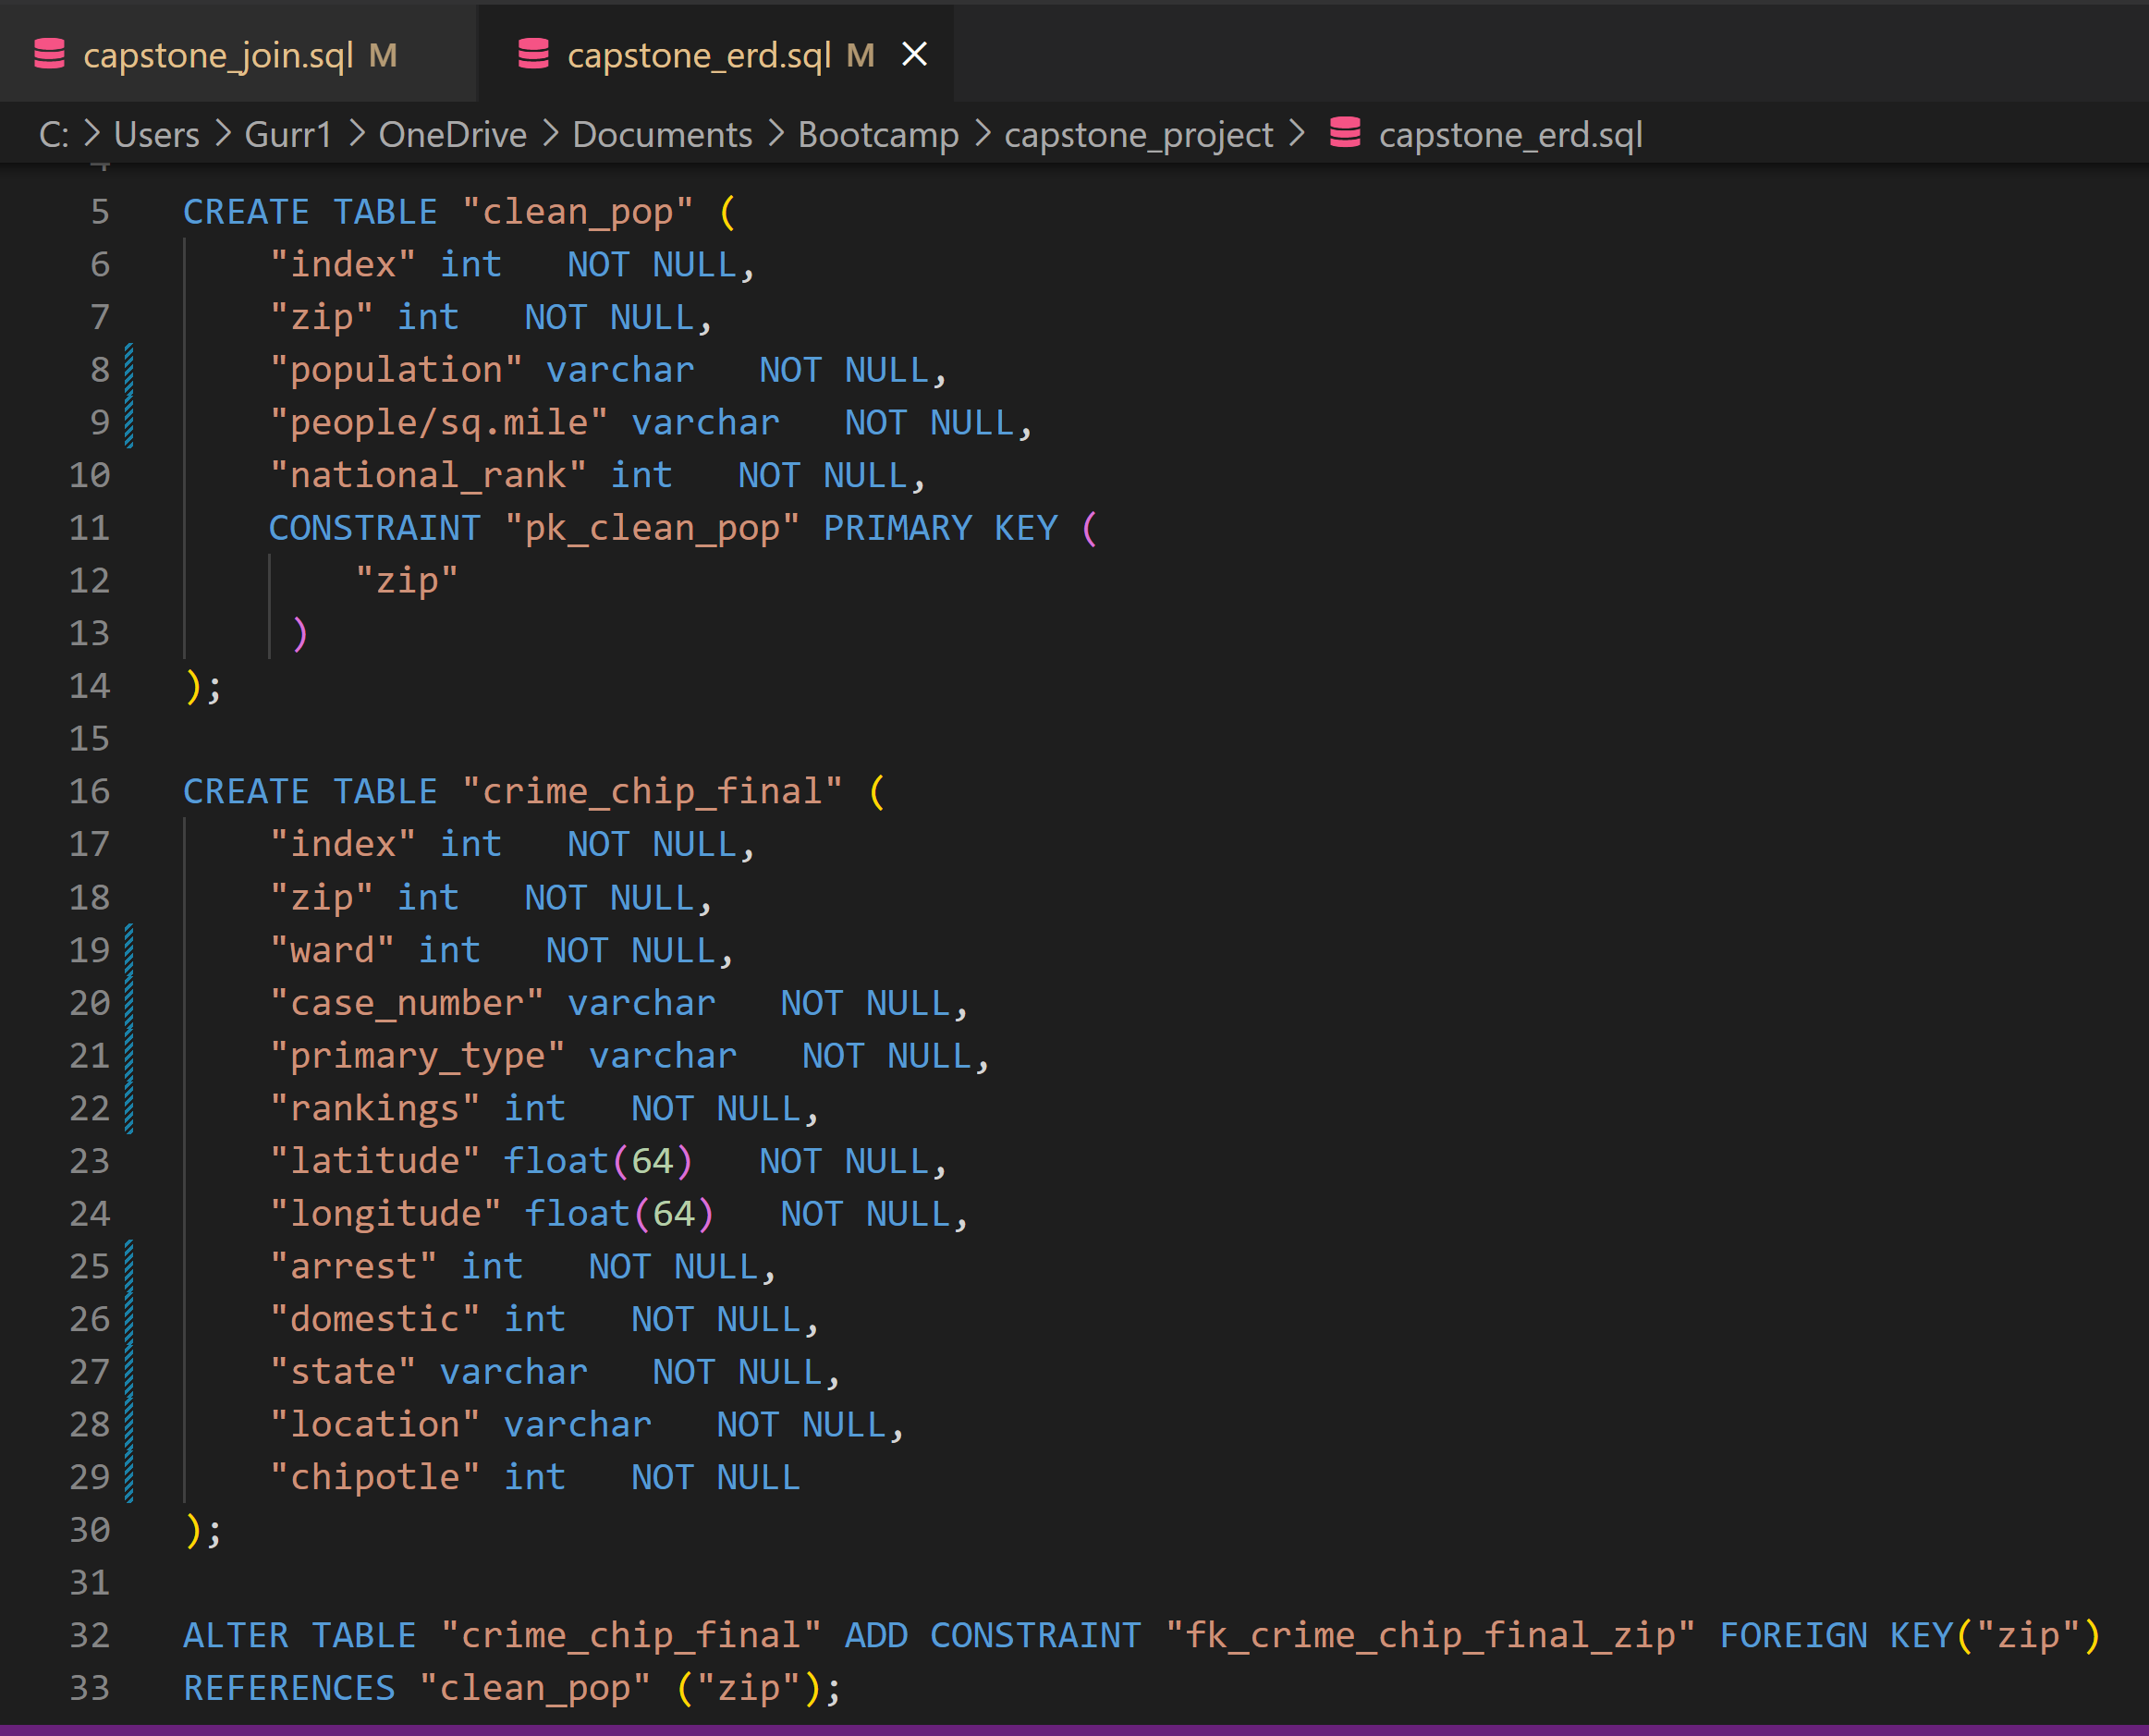 capstone_join.sql M capstone_erd.sql M
C: > Users > Gurr1 > OneDrive > Documents > Bootcamp > capstone_project > capstone_erd.sql
4
5 CREATE TABLE "clean_pop" (
6 "index" int   NOT NULL,
7 "zip" int   NOT NULL,
8 "population" varchar   NOT NULL,
9 "people/sq.mile" varchar   NOT NULL,
10 "national_rank" int   NOT NULL,
11 CONSTRAINT "pk_clean_pop" PRIMARY KEY (
12 "zip"
13 )
14 );
15
16 CREATE TABLE "crime_chip_final" (
17 "index" int   NOT NULL,
18 "zip" int   NOT NULL,
19 "ward" int   NOT NULL,
20 "case_number" varchar   NOT NULL,
21 "primary_type" varchar   NOT NULL,
22 "rankings" int   NOT NULL,
23 "latitude" float(64)   NOT NULL,
24 "longitude" float(64)   NOT NULL,
25 "arrest" int   NOT NULL,
26 "domestic" int   NOT NULL,
27 "state" varchar   NOT NULL,
28 "location" varchar   NOT NULL,
29 "chipotle" int   NOT NULL
30 );
31
32 ALTER TABLE "crime_chip_final" ADD CONSTRAINT "fk_crime_chip_final_zip" FOREIGN KEY("zip")
33 REFERENCES "clean_pop" ("zip");